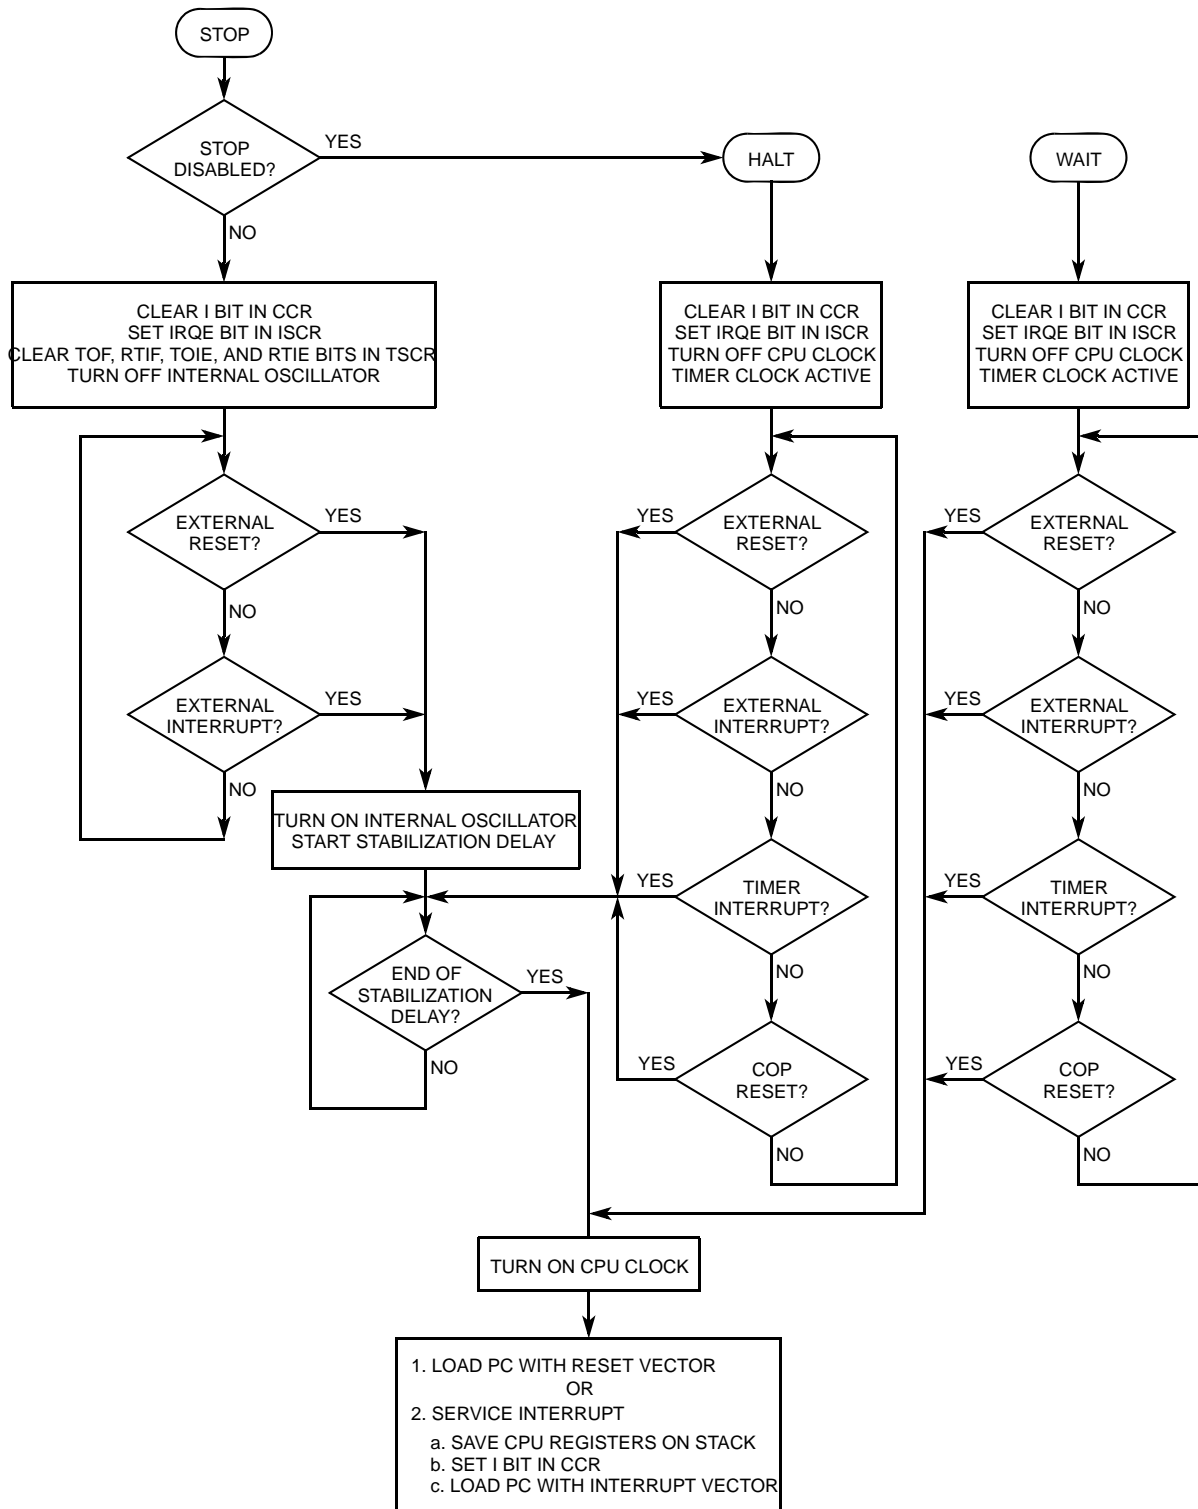 STOP
STOP
DISABLED?
YES
NO
HALT
WAIT
CLEAR I BIT IN CCR
SET IRQE BIT IN ISCR
CLEAR TOF, RTIF, TOIE, AND RTIE BITS IN TSCR
TURN OFF INTERNAL OSCILLATOR
CLEAR I BIT IN CCR
SET IRQE BIT IN ISCR
TURN OFF CPU CLOCK
TIMER CLOCK ACTIVE
CLEAR I BIT IN CCR
SET IRQE BIT IN ISCR
TURN OFF CPU CLOCK
TIMER CLOCK ACTIVE
EXTERNAL
RESET?
YES
NO
EXTERNAL
INTERRUPT?
YES
NO
TURN ON INTERNAL OSCILLATOR
START STABILIZATION DELAY
END OF
STABILIZATION
DELAY?
YES
NO
YES
EXTERNAL
RESET?
NO
YES
EXTERNAL
INTERRUPT?
NO
YES
TIMER
INTERRUPT?
NO
YES
COP
RESET?
NO
YES
EXTERNAL
RESET?
NO
YES
EXTERNAL
INTERRUPT?
NO
YES
TIMER
INTERRUPT?
NO
YES
COP
RESET?
NO
TURN ON CPU CLOCK
1. LOAD PC WITH RESET VECTOR
OR
2. SERVICE INTERRUPT
a. SAVE CPU REGISTERS ON STACK
b. SET I BIT IN CCR
c. LOAD PC WITH INTERRUPT VECTOR